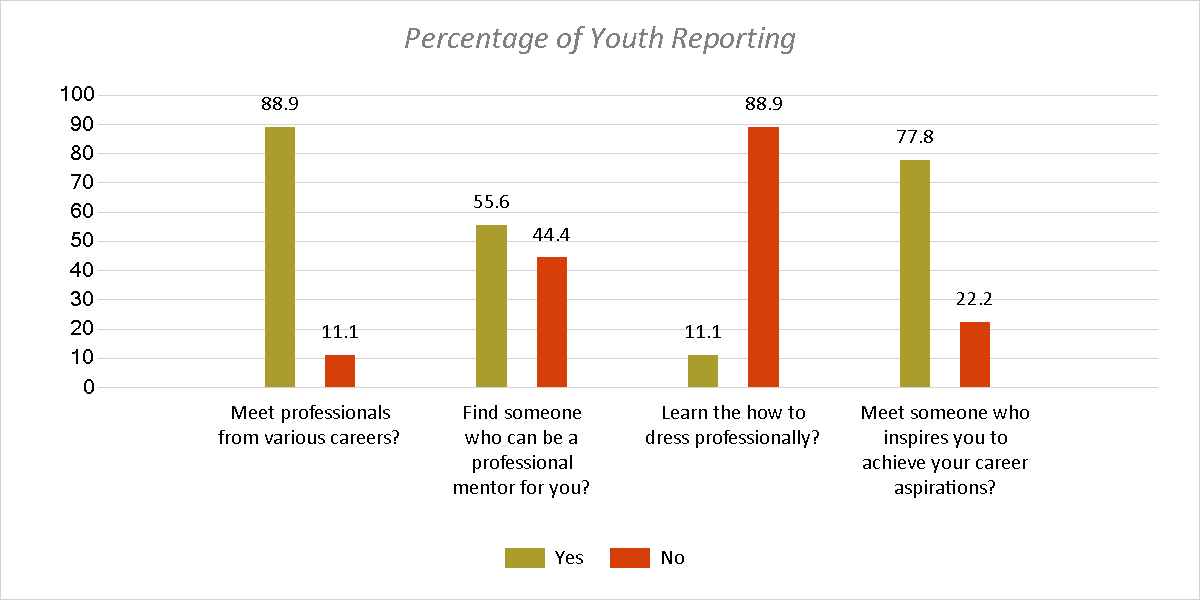 Percentage of Youth Reporting
100
90
80
70
60
50
40
30
20
10
0
88.9
11.1
55.6
44.4
11.1
88.9
77.8
22.2
Meet professionals
from various careers?
Find someone
who can be a
professional
mentor for you?
Learn the how to
dress professionally?
Meet someone who
inspires you to
achieve your career
aspirations?
Yes
No